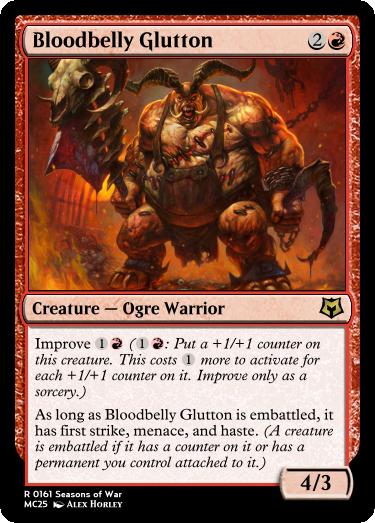 Bloodbelly Glutton 2
Creature — Ogre Warrior
Improve 1 (1 : Put a +1/+1 counter on
this creature. This costs 1 more to activate for
each +1/+1 counter on it. Improve only as a
sorcery.)
As long as Bloodbelly Glutton is embattled, it
has first strike, menace, and haste. (A creature
is embattled if it has a counter on it or has a
permanent you control attached to it.)
4/3
R 0161 Seasons of War
MC25 Alex Horley